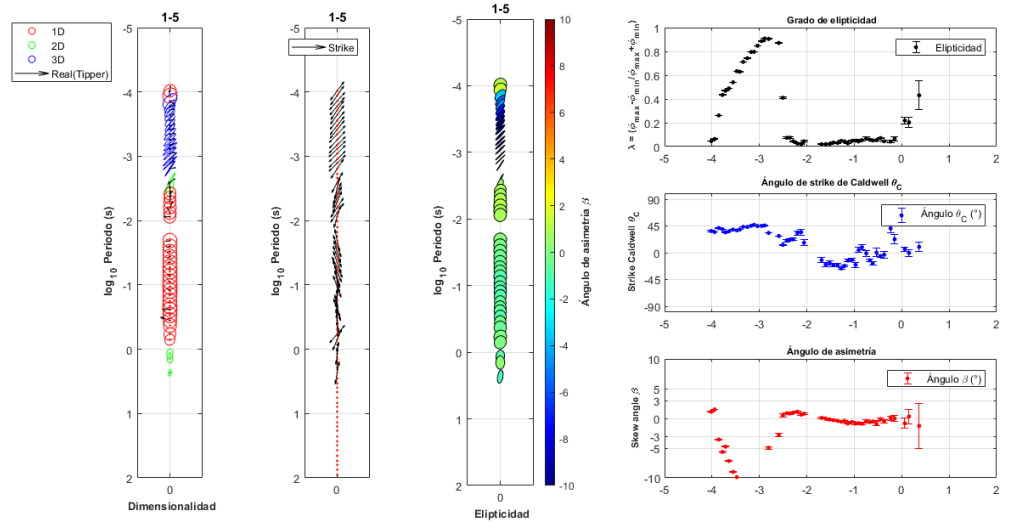 1-5
1D
2D
3D
Real(Tipper)
-5
-4
-3
-2
-1
0
1
2
log10 Periodo (s)
0
Dimensionalidad
1-5
Strike
-5
-4
-3
-2
-1
0
1
2
log10 Periodo (s)
0
1-5
-5
-4
-3
-2
-1
0
1
2
log10 Periodo (s)
0
Elipticidad
10
8
6
4
2
0
-2
-4
-6
-8
-10
Ángulo de asimetría β
Grado de elipticidad
Elipticidad
λ = (φmax-φmin)/(φmax+φmin)
1
0.8
0.6
0.4
0.2
0
-5 -4 -3 -2 -1 0 1 2
Ángulo de strike de Caldwell θC
Ángulo θC (°)
Strike Caldwell θC
90
45
0
-45
-90
-5 -4 -3 -2 -1 0 1 2
Ángulo de asimetría
Ángulo β (°)
Skew angle β
10
5
3
0
-3
-5
-10
-5 -4 -3 -2 -1 0 1 2